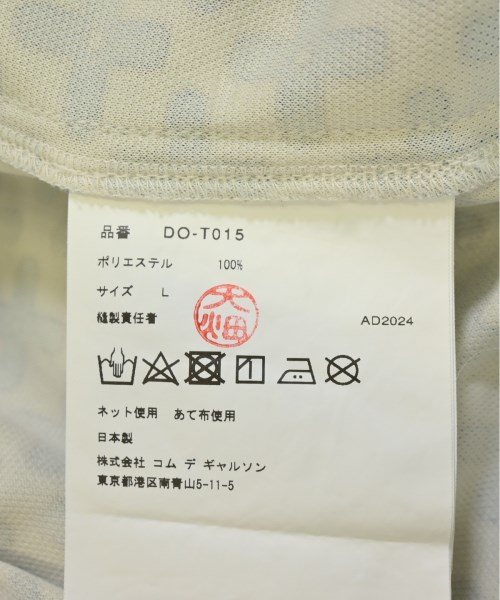 品番 DO-T015
ポリエステル 100%
サイズ L
犬畑
縫製責任者 AD2024
ネット使用 あて布使用
日本製
株式会社 コム デ ギャルソン
東京都港区南青山5-11-5